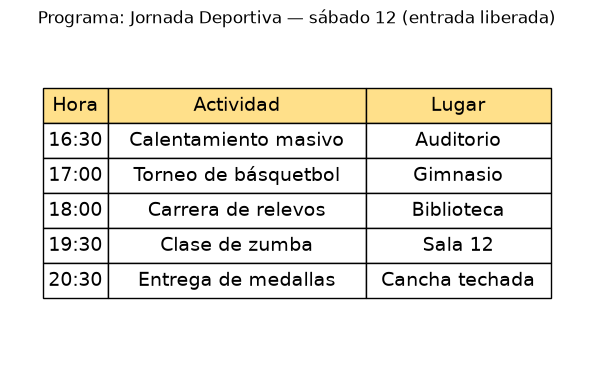 Programa: Jornada Deportiva — sábado 12 (entrada liberada)
Hora Actividad Lugar
16:30 Calentamiento masivo Auditorio
17:00 Torneo de básquetbol Gimnasio
18:00 Carrera de relevos Biblioteca
19:30 Clase de zumba Sala 12
20:30 Entrega de medallas Cancha techada